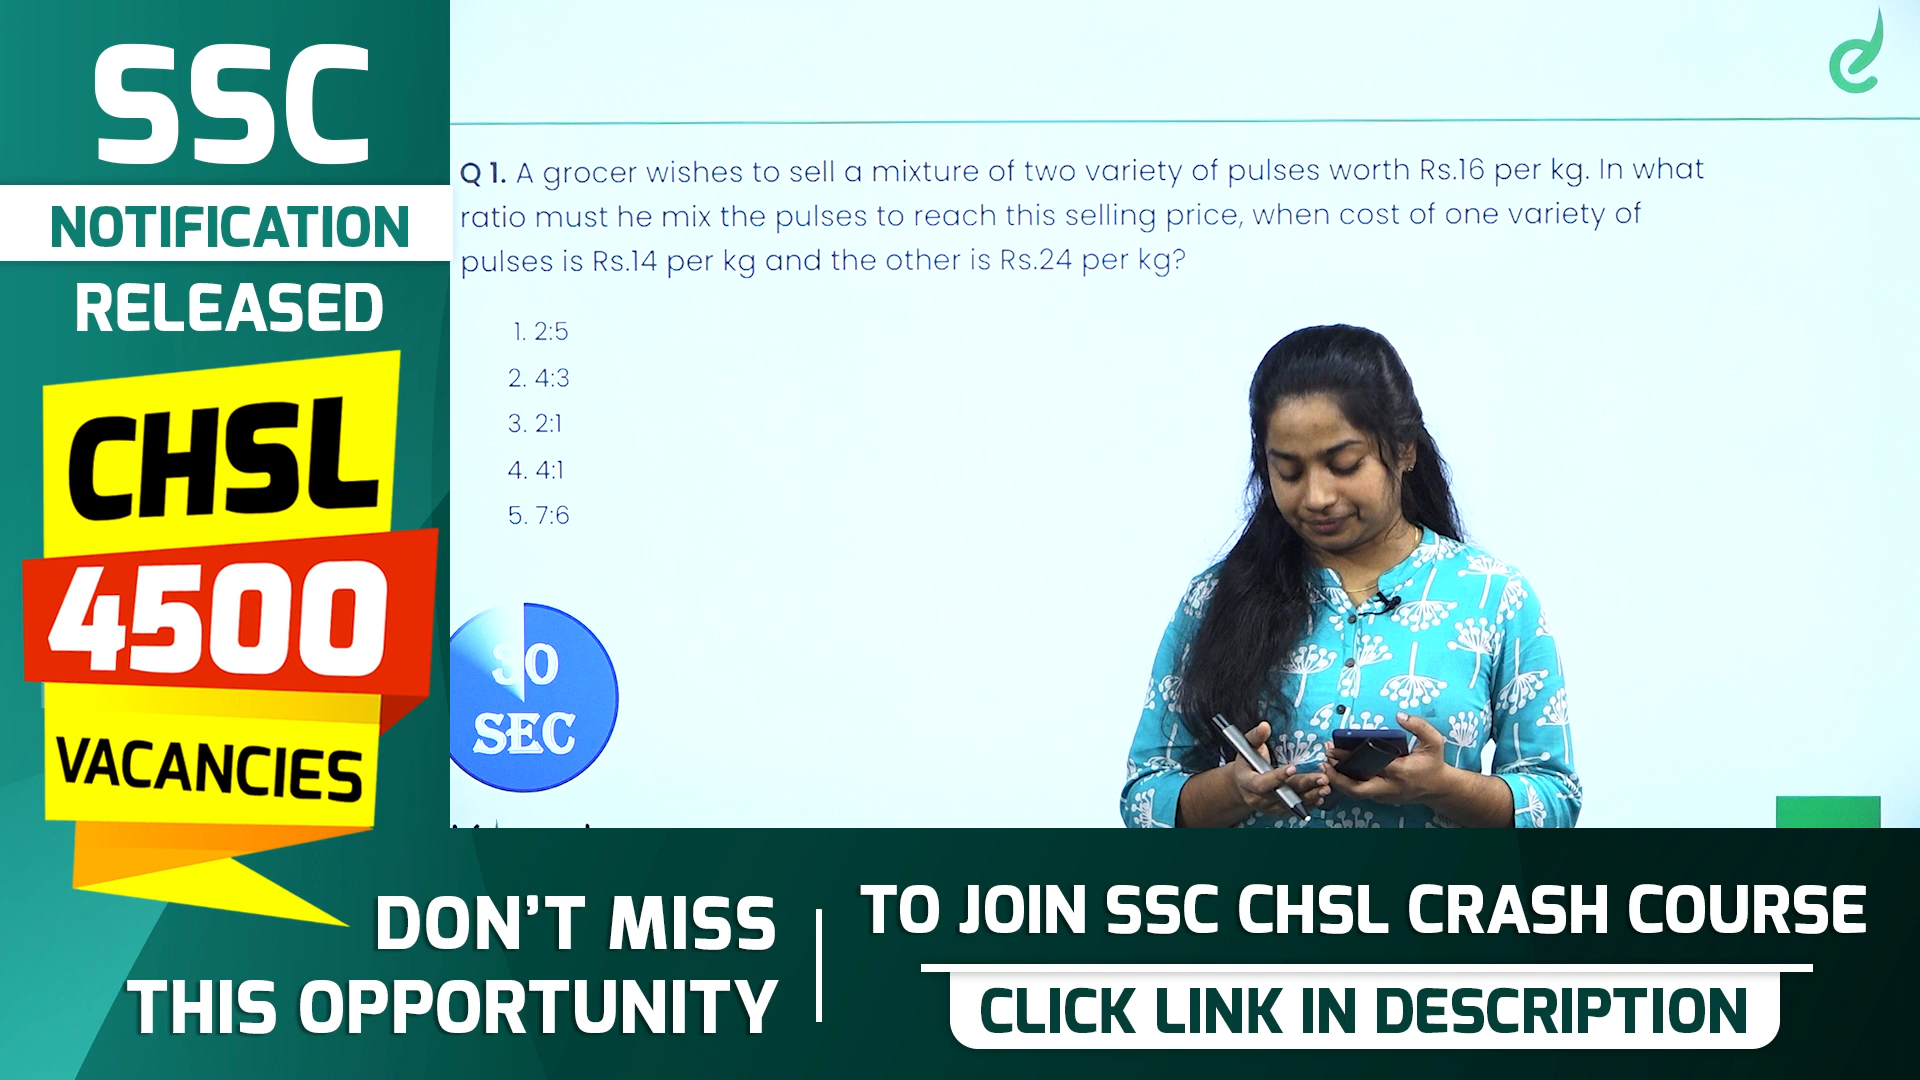 SSC
NOTIFICATION
RELEASED
CHSL
4500
VACANCIES
Q 1. A grocer wishes to sell a mixture of two variety of pulses worth Rs.16 per kg. In what
ratio must he mix the pulses to reach this selling price, when cost of one variety of
pulses is Rs.14 per kg and the other is Rs.24 per kg?
1. 2:5
2. 4:3
3. 2:1
4. 4:1
5. 7:6
30
SEC
DON'T MISS
THIS OPPORTUNITY
TO JOIN SSC CHSL CRASH COURSE
CLICK LINK IN DESCRIPTION